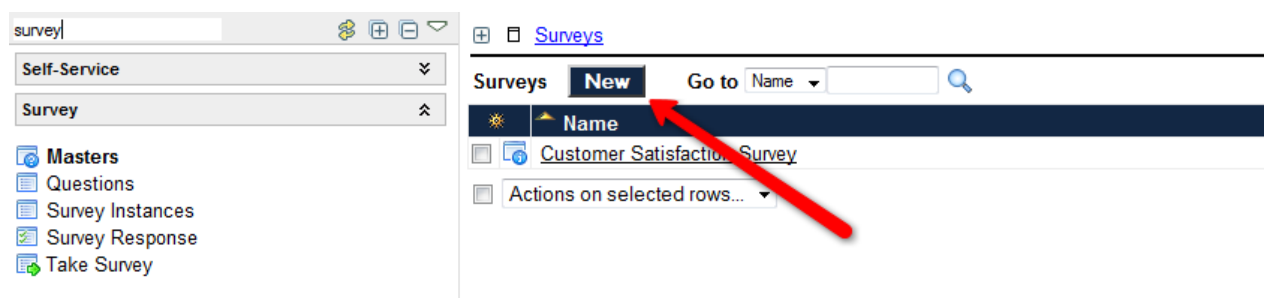 survey
Self-Service
Survey
Masters
Questions
Survey Instances
Survey Response
Take Survey
Surveys
Surveys New Go to Name
Name
Customer Satisfaction Survey
Actions on selected rows...